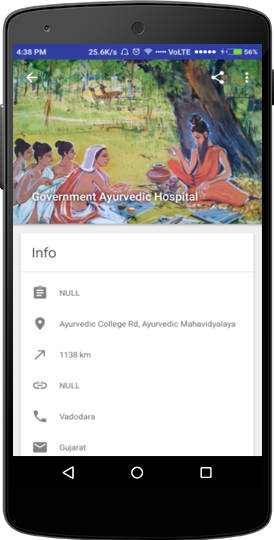 4:38 PM 25.6K/s VoLTE 56%
Government Ayurvedic Hospital
Info
NULL
Ayurvedic College Rd, Ayurvedic Mahavidyalaya
1138 km
NULL
Vadodara
Gujarat